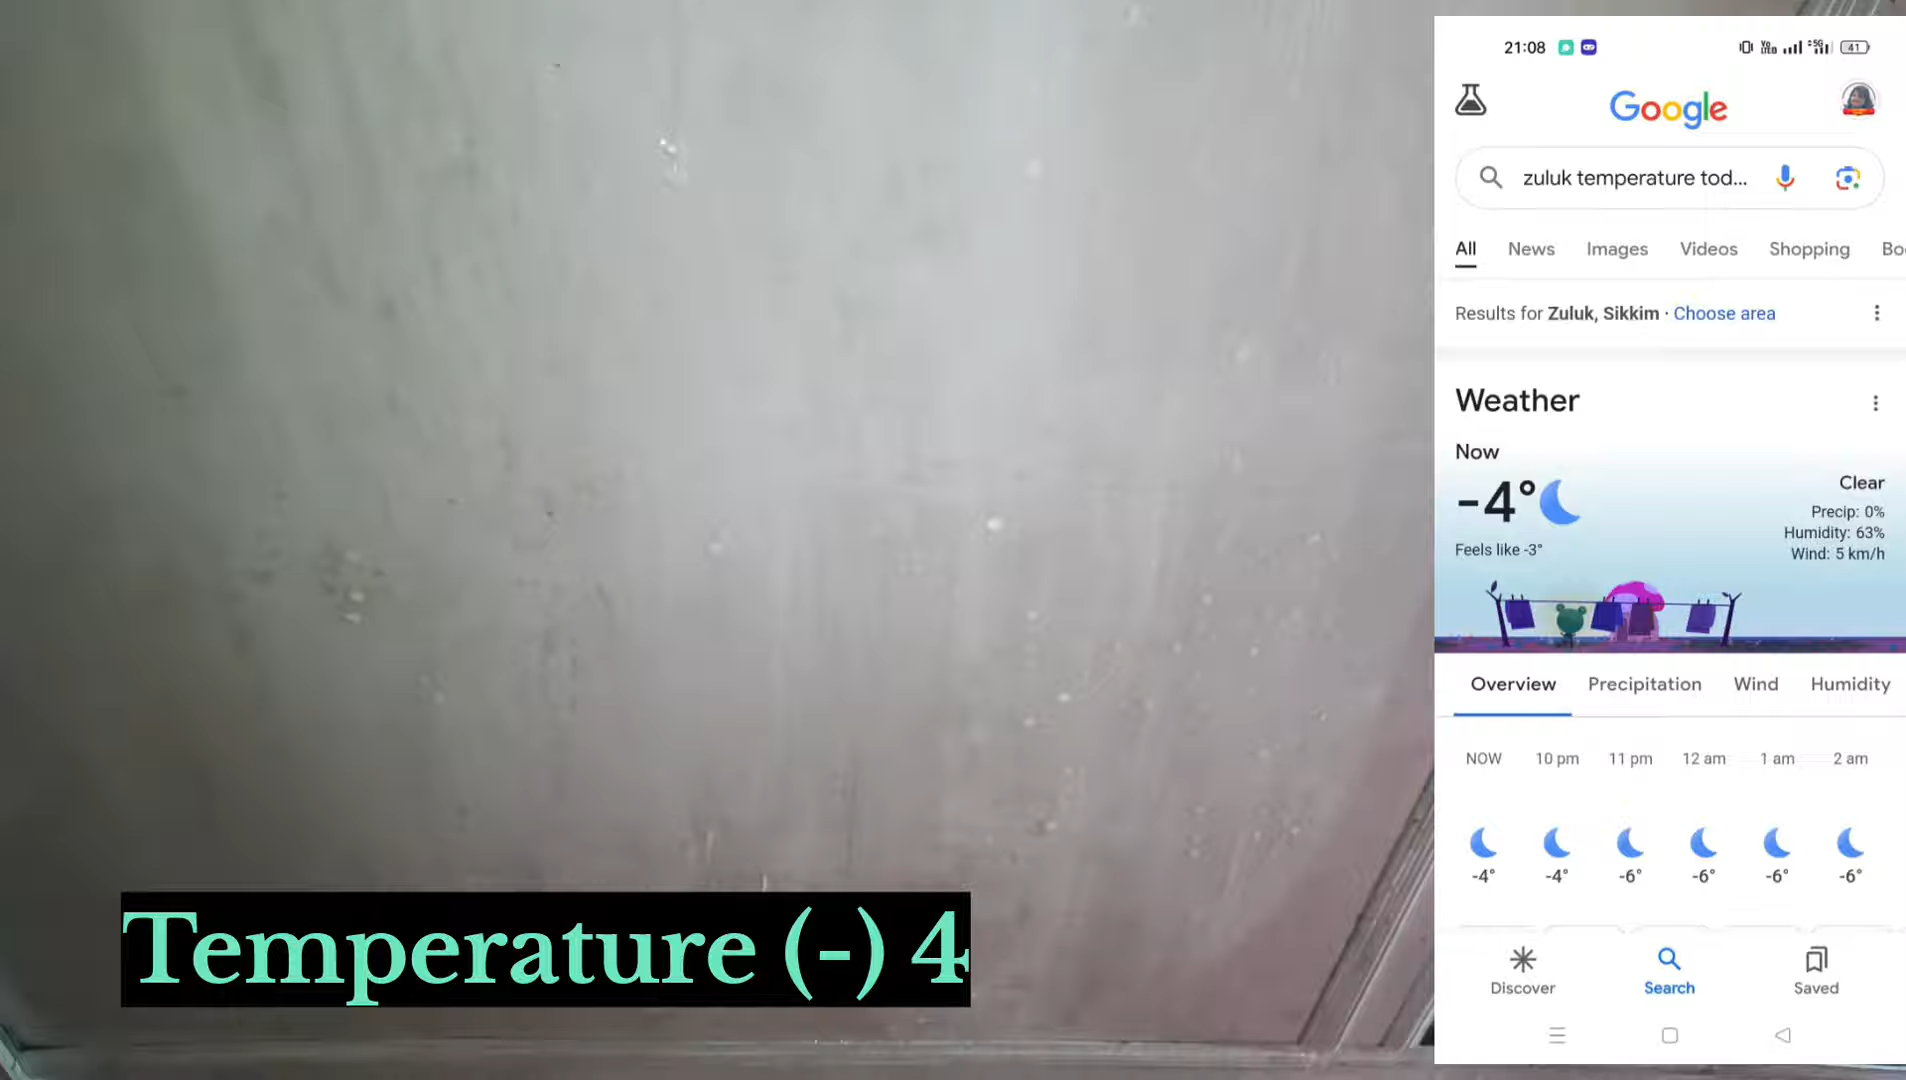 21:08
41
Google
zuluk temperature tod...
All News Images Videos Shopping Bo
Results for Zuluk, Sikkim · Choose area
Weather
Now
-4°
Feels like -3°
Clear
Precip: 0%
Humidity: 63%
Wind: 5 km/h
Overview Precipitation Wind Humidity
NOW 10 pm 11 pm 12 am 1 am 2 am
-4° -4° -6° -6° -6° -6°
Discover Search Saved
Temperature (-) 4